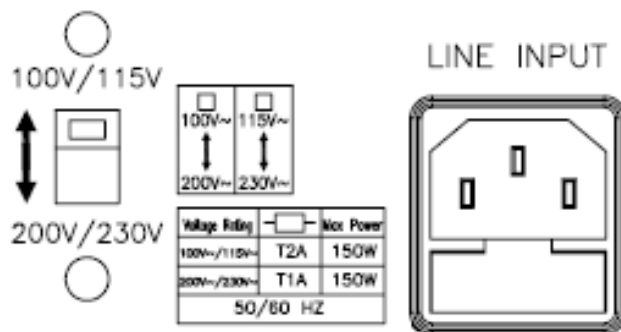 100V/115V
200V/230V
100V~ 115V~
200V~ 230V~
Voltage Rating Max Power
100V~/115V~ T2A 150W
200V~/230V~ T1A 150W
50/60 HZ
LINE INPUT